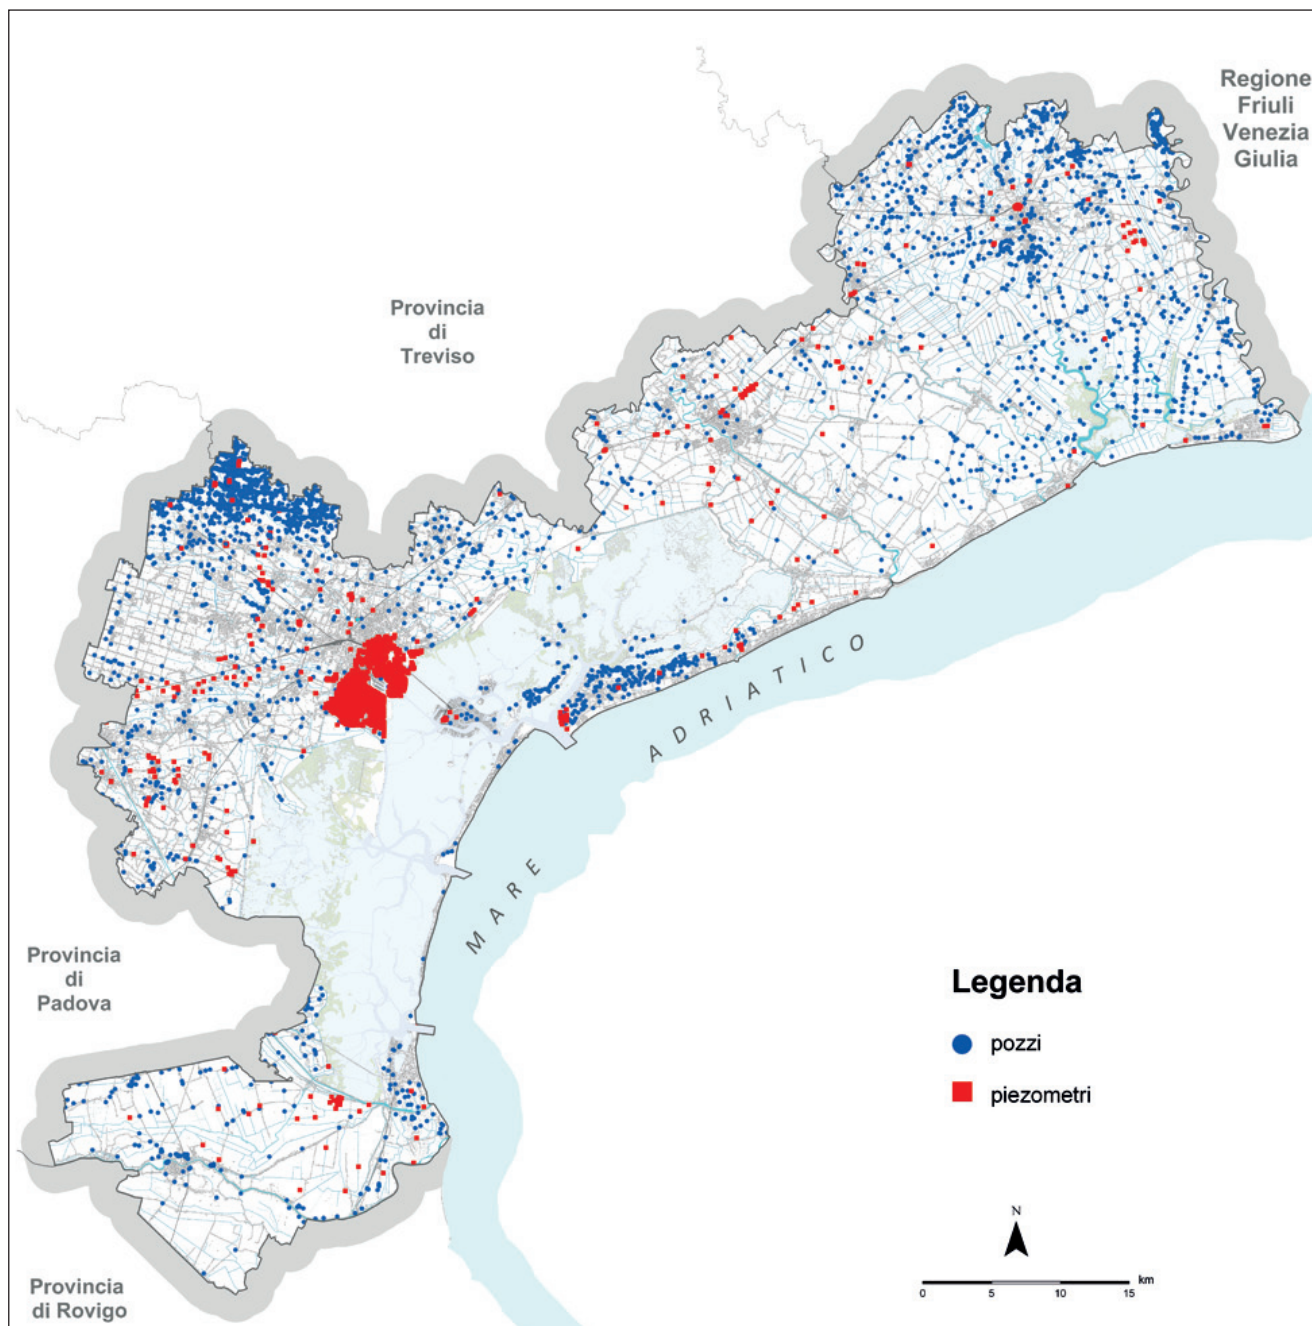 Regione
Friuli
Venezia
Giulia
Provincia
di
Treviso
MARE ADRIATICO
Provincia
di
Padova
Legenda
pozzi
piezometri
N
km
0 5 10 15
Provincia
di Rovigo